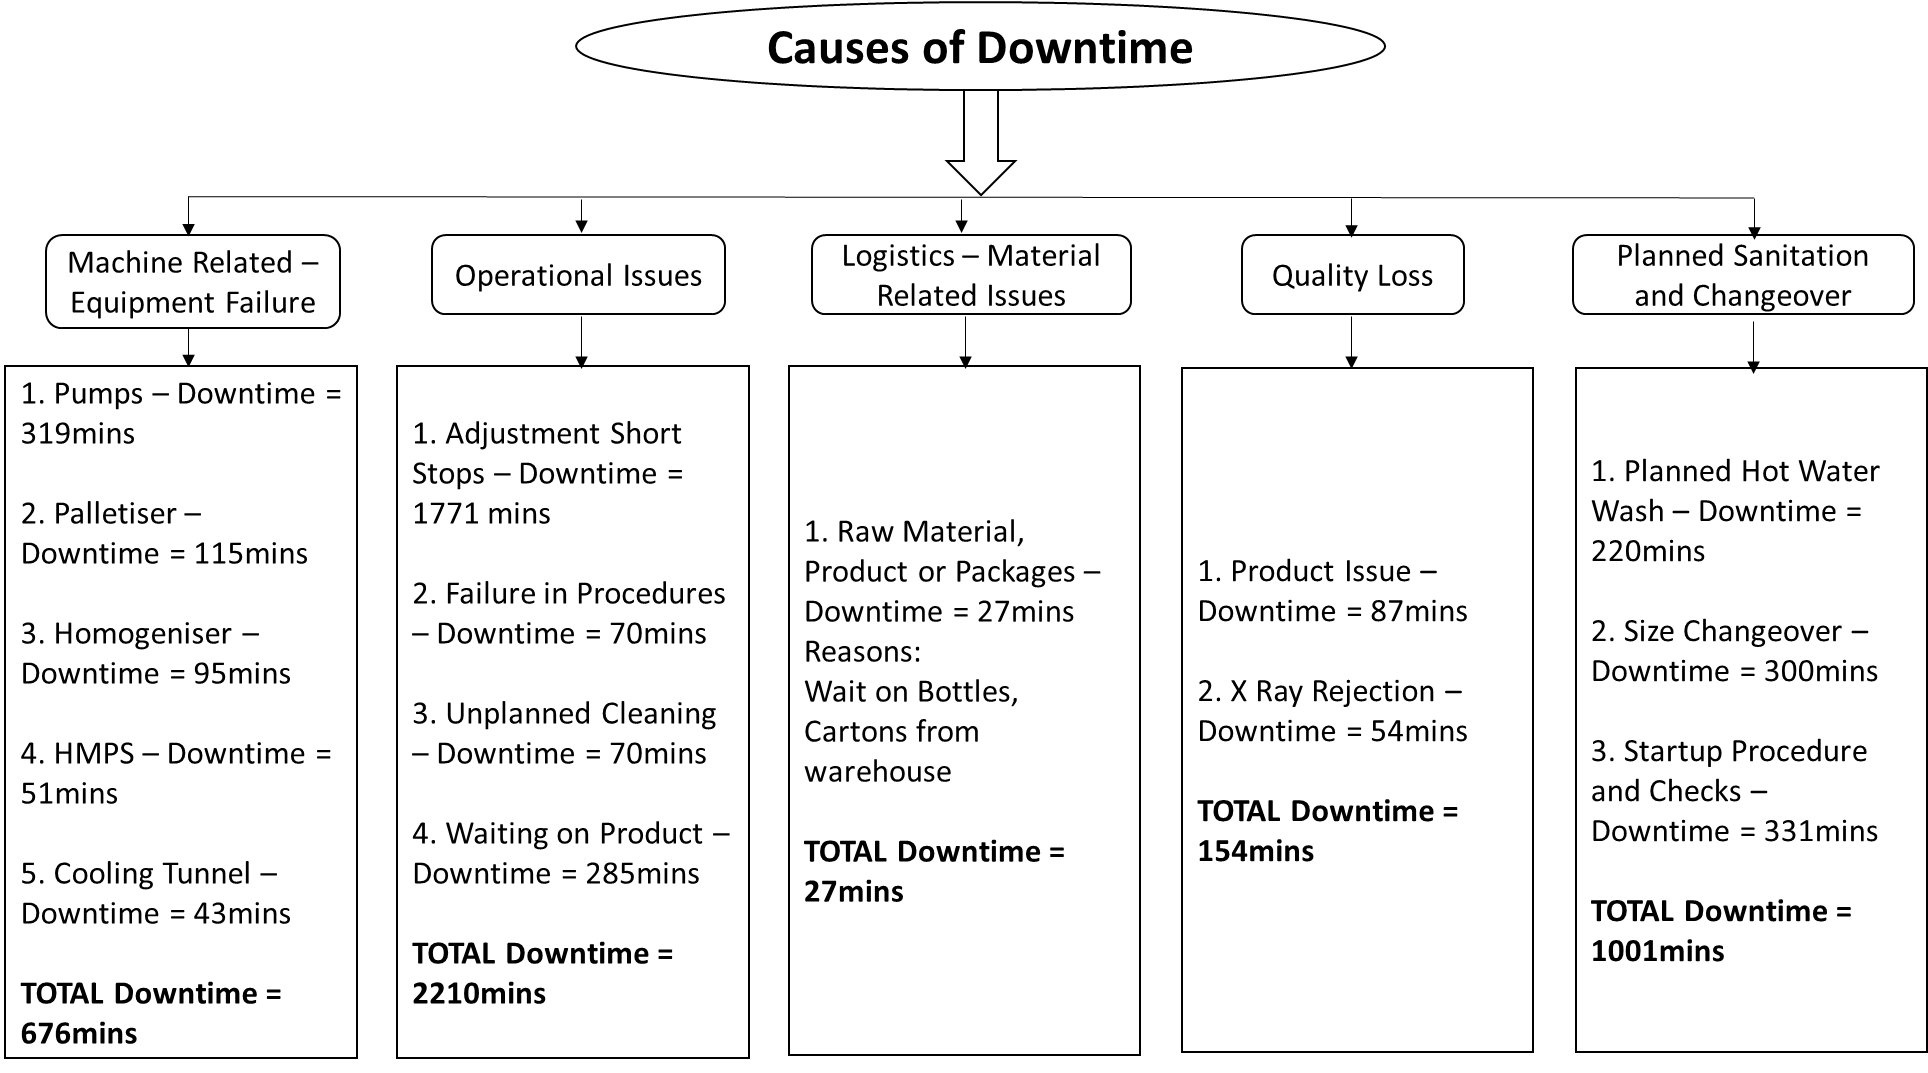 Causes of Downtime
Machine Related –
Equipment Failure
1. Pumps – Downtime =
319mins
2. Palletiser –
Downtime = 115mins
3. Homogeniser –
Downtime = 95mins
4. HMPS – Downtime =
51mins
5. Cooling Tunnel –
Downtime = 43mins
TOTAL Downtime =
676mins
Operational Issues
1. Adjustment Short
Stops – Downtime =
1771 mins
2. Failure in Procedures
– Downtime = 70mins
3. Unplanned Cleaning
– Downtime = 70mins
4. Waiting on Product –
Downtime = 285mins
TOTAL Downtime =
2210mins
Logistics – Material
Related Issues
1. Raw Material,
Product or Packages –
Downtime = 27mins
Reasons:
Wait on Bottles,
Cartons from
warehouse
TOTAL Downtime =
27mins
Quality Loss
1. Product Issue –
Downtime = 87mins
2. X Ray Rejection –
Downtime = 54mins
TOTAL Downtime =
154mins
Planned Sanitation
and Changeover
1. Planned Hot Water
Wash – Downtime =
220mins
2. Size Changeover –
Downtime = 300mins
3. Startup Procedure
and Checks –
Downtime = 331mins
TOTAL Downtime =
1001mins